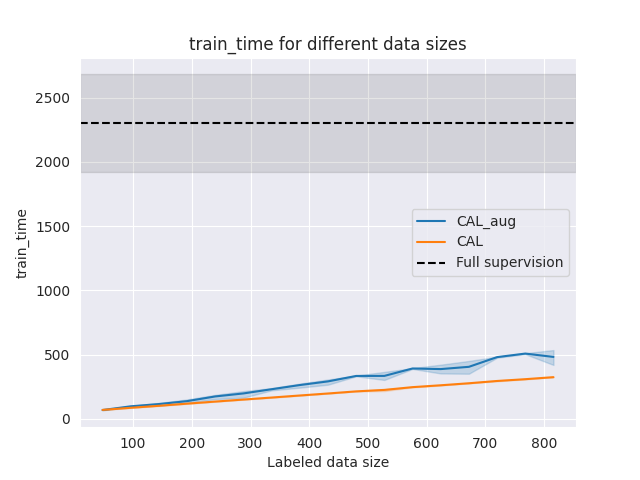 train_time for different data sizes
2500
2000
1500
1000
500
0
train_time
CAL_aug
CAL
Full supervision
100 200 300 400 500 600 700 800
Labeled data size